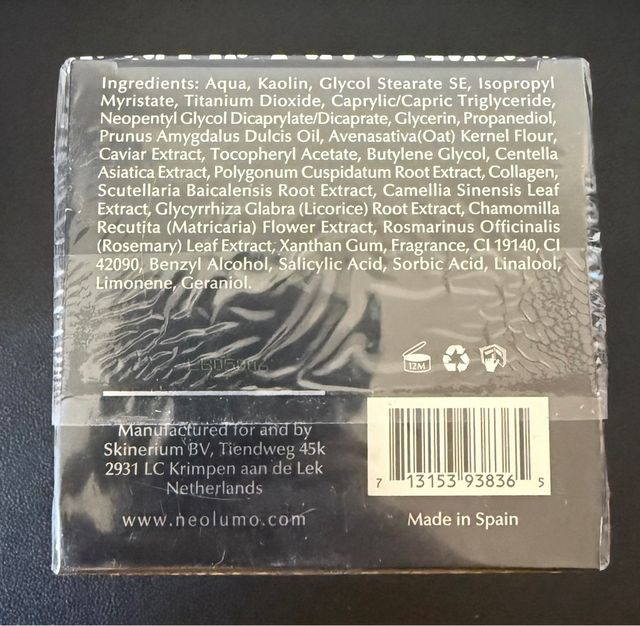 Ingredients: Aqua, Kaolin, Glycol Stearate SE, Isopropyl
Myristate, Titanium Dioxide, Caprylic/Capric Triglyceride,
Neopentyl Glycol Dicaprylate/Dicaprate, Glycerin, Propanediol,
Prunus Amygdalus Dulcis Oil, Avenasativa(Oat) Kernel Flour,
Caviar Extract, Tocopheryl Acetate, Butylene Glycol, Centella
Asiatica Extract, Polygonum Cuspidatum Root Extract, Collagen,
Scutellaria Baicalensis Root Extract, Camellia Sinensis Leaf
Extract, Glycyrrhiza Glabra (Licorice) Root Extract, Chamomilla
Recutita (Matricaria) Flower Extract, Rosmarinus Officinalis
(Rosemary) Leaf Extract, Xanthan Gum, Fragrance, CI 19140, CI
42090, Benzyl Alcohol, Salicylic Acid, Sorbic Acid, Linalool,
Limonene, Geraniol.
12M
Manufactured for and by
Skinerium BV, Tiendweg 45k
2931 LC Krimpen aan de Lek
Netherlands
www.neolumo.com
7 13153 93836 5
Made in Spain